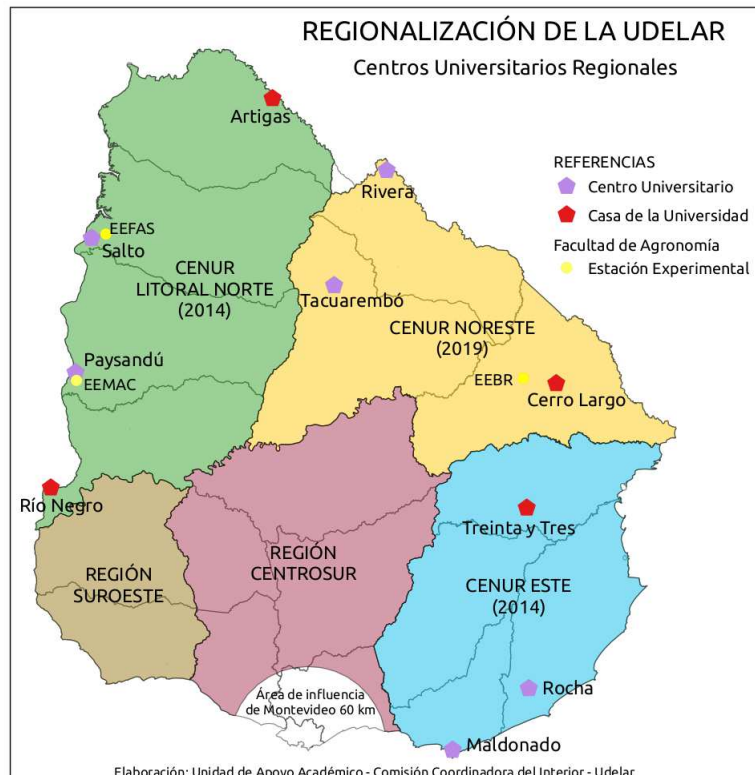 REGIONALIZACIÓN DE LA UDELAR
Centros Universitarios Regionales
Artigas
REFERENCIAS
Centro Universitario
Casa de la Universidad
Facultad de Agronomía
Estación Experimental
Rivera
EEFAS
Salto
CENUR
LITORAL NORTE
(2014)
Tacuarembó
CENUR NORESTE
(2019)
Paysandú
EEMAC
EEBR
Cerro Largo
Río Negro
Treinta y Tres
REGIÓN
SUROESTE
REGIÓN
CENTROSUR
CENUR ESTE
(2014)
Área de influencia
de Montevideo 60 km
Rocha
Maldonado
Elaboración: Unidad de Apoyo Académico - Comisión Coordinadora del Interior - Udelar